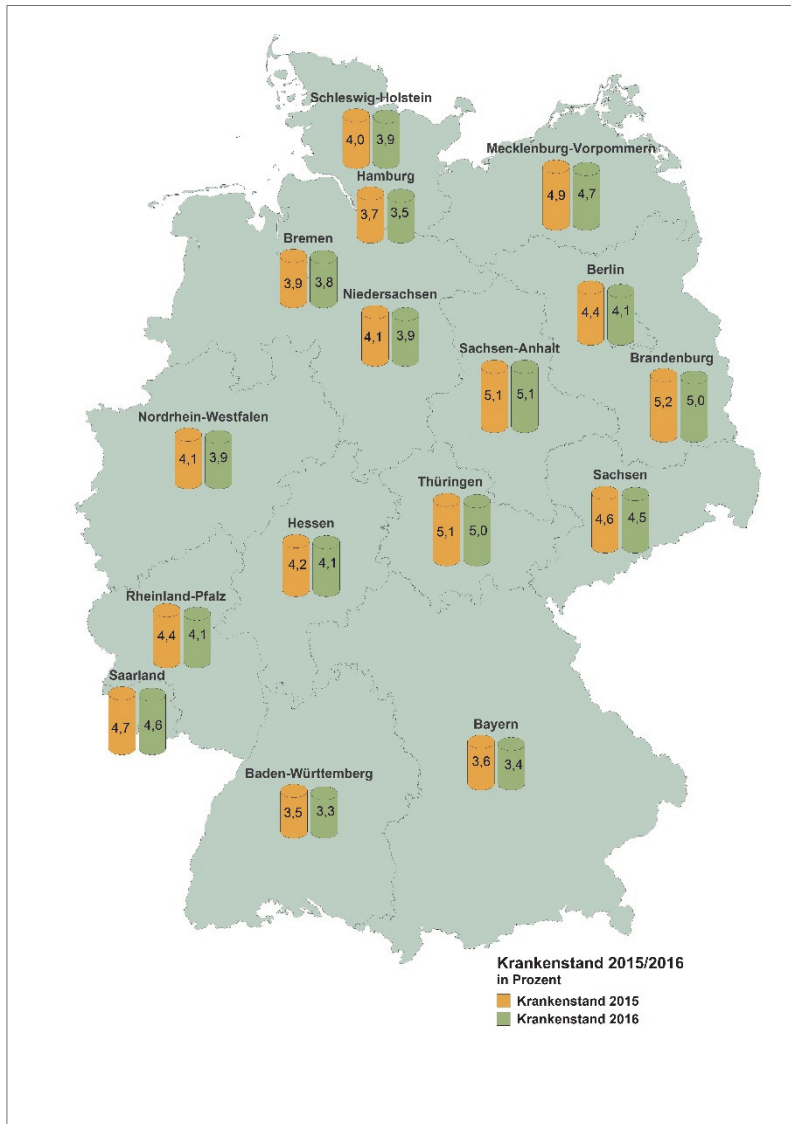 Schleswig-Holstein
4,0 3,9
Mecklenburg-Vorpommern
4,9 4,7
Hamburg
3,7 3,5
Bremen
3,9 3,8
Berlin
4,4 4,1
Niedersachsen
4,1 3,9
Sachsen-Anhalt
5,1 5,1
Brandenburg
5,2 5,0
Nordrhein-Westfalen
4,1 3,9
Thüringen
5,1 5,0
Sachsen
4,6 4,5
Hessen
4,2 4,1
Rheinland-Pfalz
4,4 4,1
Saarland
4,7 4,6
Bayern
3,6 3,4
Baden-Württemberg
3,5 3,3
Krankenstand 2015/2016
in Prozent
Krankenstand 2015
Krankenstand 2016